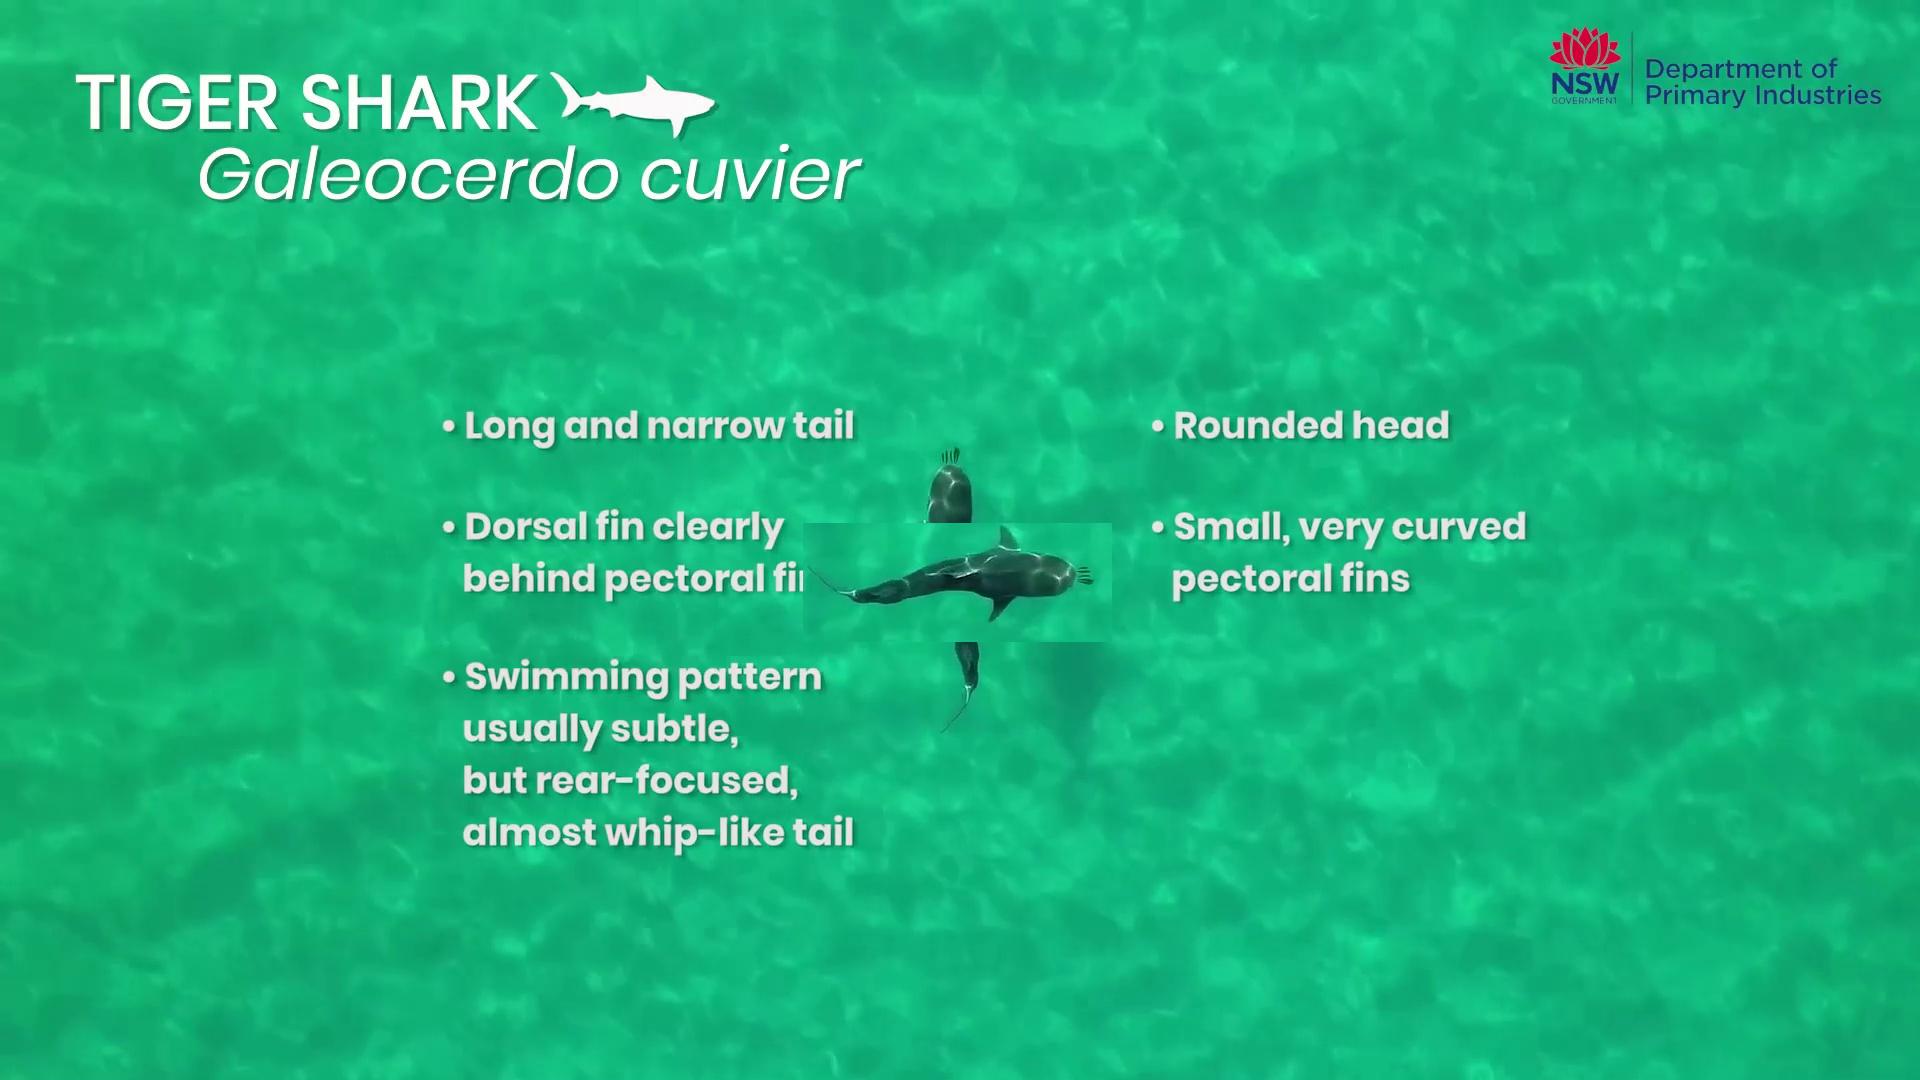 TIGER SHARK
Galeocerdo cuvier
NSW
GOVERNMENT
Department of
Primary Industries
• Long and narrow tail
• Dorsal fin clearly
behind pectoral
• Swimming pattern
usually subtle,
but rear-focused,
almost whip-like tail
• Rounded head
• Small, very curved
pectoral fins